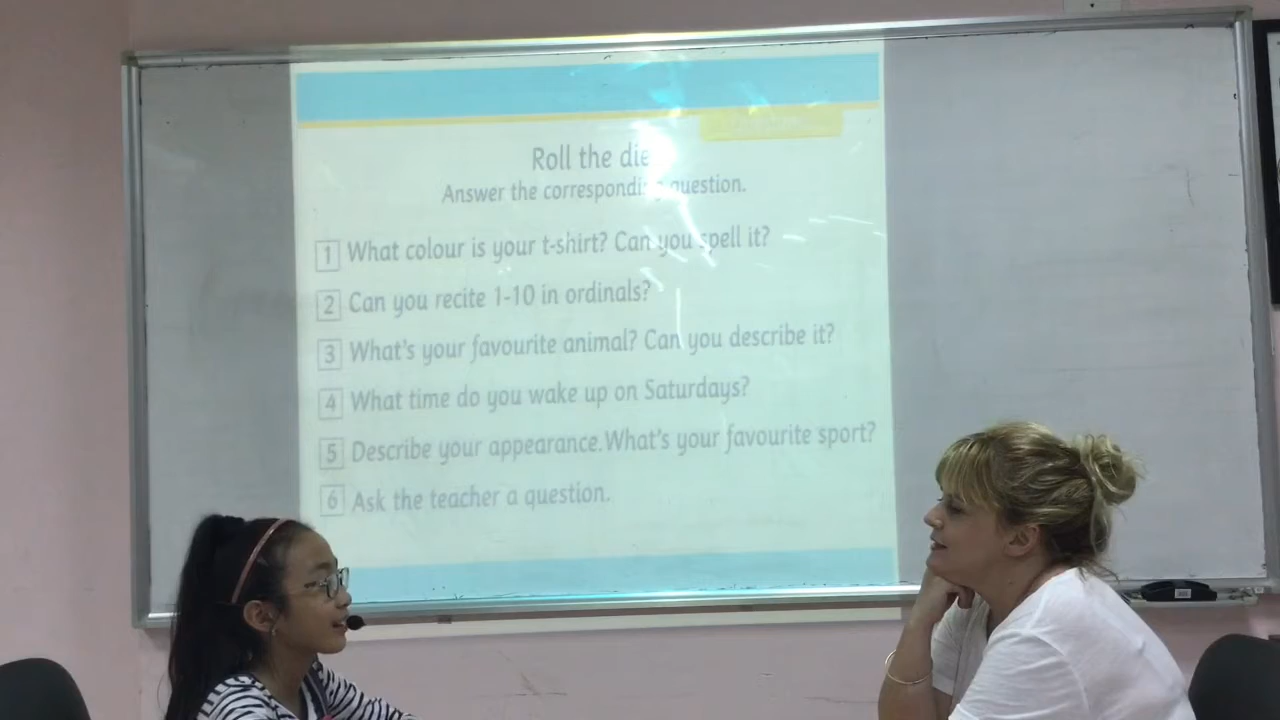 Roll the die
Answer the corresponding question.
1 What colour is your t-shirt? Can you spell it?
2 Can you recite 1-10 in ordinals?
3 What's your favourite animal? Can you describe it?
4 What time do you wake up on Saturdays?
5 Describe your appearance. What's your favourite sport?
6 Ask the teacher a question.